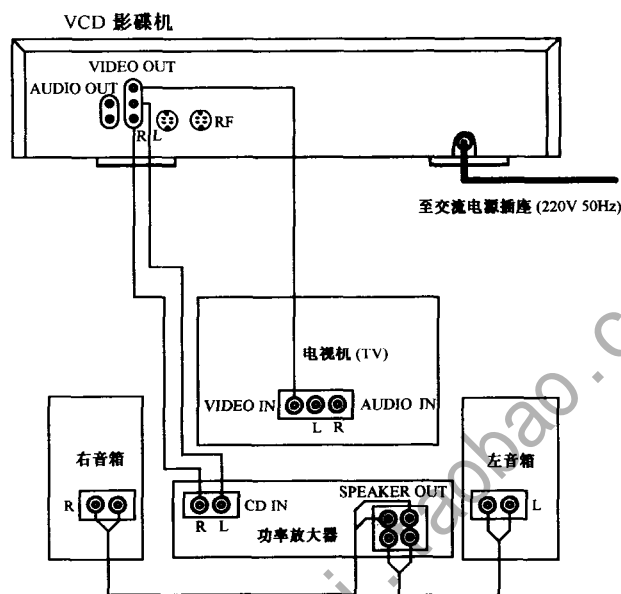 VCD 影碟机
VIDEO OUT
AUDIO OUT
R L
RF
至交流电源插座 (220V 50Hz)
电视机 (TV)
VIDEO IN
AUDIO IN
L R
右音箱
R
SPEAKER OUT
CD IN
R L
功率放大器
左音箱
L